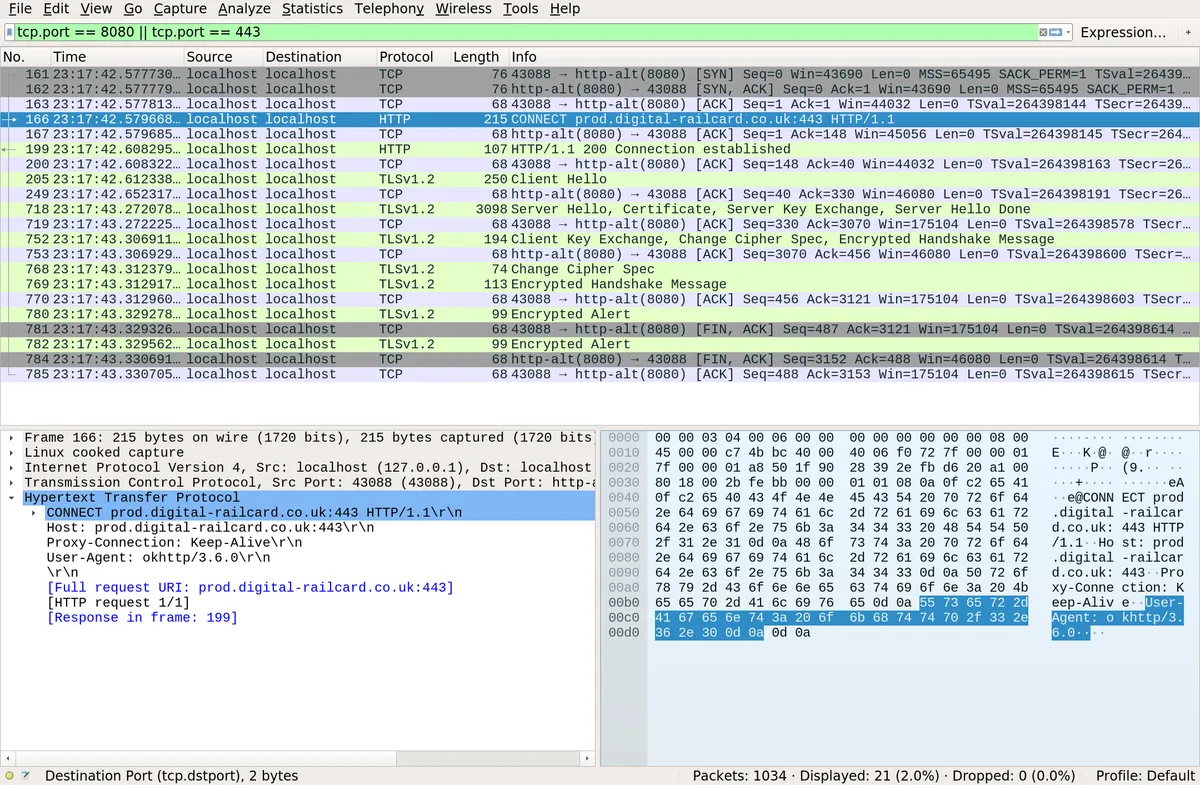 File Edit View Go Capture Analyze Statistics Telephony Wireless Tools Help
tcp.port == 8080 || tcp.port == 443 Expression… +
No. Time Source Destination Protocol Length Info
161 23:17:42.577730… localhost localhost TCP 76 43088 → http-alt(8080) [SYN] Seq=0 Win=43690 Len=0 MSS=65495 SACK_PERM=1 TSval=26439…
162 23:17:42.577779… localhost localhost TCP 76 http-alt(8080) → 43088 [SYN, ACK] Seq=0 Ack=1 Win=43690 Len=0 MSS=65495 SACK_PERM=1 …
163 23:17:42.577813… localhost localhost TCP 68 43088 → http-alt(8080) [ACK] Seq=1 Ack=1 Win=44032 Len=0 TSval=264398144 TSecr=26439…
166 23:17:42.579668… localhost localhost HTTP 215 CONNECT prod.digital-railcard.co.uk:443 HTTP/1.1
167 23:17:42.579685… localhost localhost TCP 68 http-alt(8080) → 43088 [ACK] Seq=1 Ack=148 Win=45056 Len=0 TSval=264398145 TSecr=264…
199 23:17:42.608295… localhost localhost HTTP 107 HTTP/1.1 200 Connection established
200 23:17:42.608322… localhost localhost TCP 68 43088 → http-alt(8080) [ACK] Seq=148 Ack=40 Win=44032 Len=0 TSval=264398163 TSecr=26…
205 23:17:42.612338… localhost localhost TLSv1.2 250 Client Hello
249 23:17:42.652317… localhost localhost TCP 68 http-alt(8080) → 43088 [ACK] Seq=40 Ack=330 Win=46080 Len=0 TSval=264398191 TSecr=26…
718 23:17:43.272078… localhost localhost TLSv1.2 3098 Server Hello, Certificate, Server Key Exchange, Server Hello Done
719 23:17:43.272225… localhost localhost TCP 68 43088 → http-alt(8080) [ACK] Seq=330 Ack=3070 Win=175104 Len=0 TSval=264398578 TSecr…
752 23:17:43.306911… localhost localhost TLSv1.2 194 Client Key Exchange, Change Cipher Spec, Encrypted Handshake Message
753 23:17:43.306929… localhost localhost TCP 68 http-alt(8080) → 43088 [ACK] Seq=3070 Ack=456 Win=46080 Len=0 TSval=264398600 TSecr=…
768 23:17:43.312379… localhost localhost TLSv1.2 74 Change Cipher Spec
769 23:17:43.312917… localhost localhost TLSv1.2 113 Encrypted Handshake Message
770 23:17:43.312960… localhost localhost TCP 68 43088 → http-alt(8080) [ACK] Seq=456 Ack=3121 Win=175104 Len=0 TSval=264398603 TSecr…
780 23:17:43.329278… localhost localhost TLSv1.2 99 Encrypted Alert
781 23:17:43.329326… localhost localhost TCP 68 43088 → http-alt(8080) [FIN, ACK] Seq=487 Ack=3121 Win=175104 Len=0 TSval=264398614 …
782 23:17:43.329562… localhost localhost TLSv1.2 99 Encrypted Alert
784 23:17:43.330691… localhost localhost TCP 68 http-alt(8080) → 43088 [FIN, ACK] Seq=3152 Ack=488 Win=46080 Len=0 TSval=264398614 T…
785 23:17:43.330705… localhost localhost TCP 68 43088 → http-alt(8080) [ACK] Seq=488 Ack=3153 Win=175104 Len=0 TSval=264398615 TSecr…
Frame 166: 215 bytes on wire (1720 bits), 215 bytes captured (1720 bits
Linux cooked capture
Internet Protocol Version 4, Src: localhost (127.0.0.1), Dst: localhost
Transmission Control Protocol, Src Port: 43088 (43088), Dst Port: http-a
Hypertext Transfer Protocol
CONNECT prod.digital-railcard.co.uk:443 HTTP/1.1\r\n
Host: prod.digital-railcard.co.uk:443\r\n
Proxy-Connection: Keep-Alive\r\n
User-Agent: okhttp/3.6.0\r\n
\r\n
[Full request URI: prod.digital-railcard.co.uk:443]
[HTTP request 1/1]
[Response in frame: 199]
0000 00 00 03 04 00 06 00 00 00 00 00 00 00 00 08 00 ········ ········
0010 45 00 00 c7 4b bc 40 00 40 06 f0 72 7f 00 00 01 E···K·@· @··r····
0020 7f 00 00 01 a8 50 1f 90 28 39 2e fb d6 20 a1 00 ·····P·· (9.·· ··
0030 80 18 00 2b fe bb 00 00 01 01 08 0a 0f c2 65 41 ···+···· ······eA
0040 0f c2 65 40 43 4f 4e 4e 45 43 54 20 70 72 6f 64 ··e@CONN ECT prod
0050 2e 64 69 67 69 74 61 6c 2d 72 61 69 6c 63 61 72 .digital -railcar
0060 64 2e 63 6f 2e 75 6b 3a 34 34 33 20 48 54 54 50 d.co.uk: 443 HTTP
0070 2f 31 2e 31 0d 0a 48 6f 73 74 3a 20 70 72 6f 64 /1.1··Ho st: prod
0080 2e 64 69 67 69 74 61 6c 2d 72 61 69 6c 63 61 72 .digital -railcar
0090 64 2e 63 6f 2e 75 6b 3a 34 34 33 0d 0a 50 72 6f d.co.uk: 443··Pro
00a0 78 79 2d 43 6f 6e 6e 65 63 74 69 6f 6e 3a 20 4b xy-Conne ction: K
00b0 65 65 70 2d 41 6c 69 76 65 0d 0a 55 73 65 72 2d eep-Aliv e··User-
00c0 41 67 65 6e 74 3a 20 6f 6b 68 74 74 70 2f 33 2e Agent: o khttp/3.
00d0 36 2e 30 0d 0a 0d 0a 6.0····
Destination Port (tcp.dstport), 2 bytes Packets: 1034 · Displayed: 21 (2.0%) · Dropped: 0 (0.0%) Profile: Default